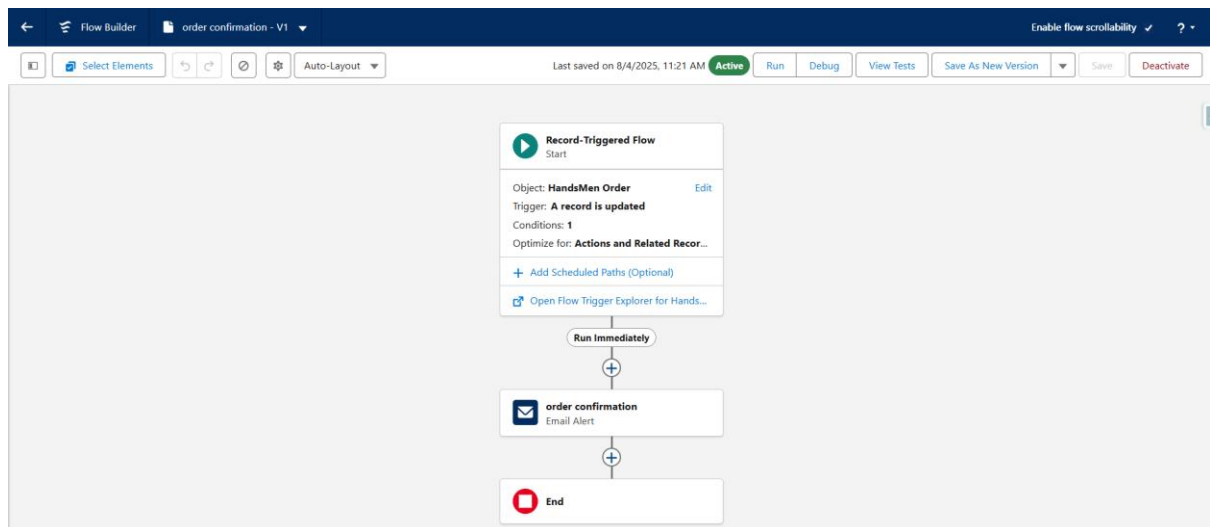 Flow Builder order confirmation - V1 Enable flow scrollability ?
Select Elements Auto-Layout Last saved on 8/4/2025, 11:21 AM Active Run Debug View Tests Save As New Version Save Deactivate
Record-Triggered Flow
Start
Object: HandsMen Order Edit
Trigger: A record is updated
Conditions: 1
Optimize for: Actions and Related Recor...
+ Add Scheduled Paths (Optional)
Open Flow Trigger Explorer for Hands...
Run Immediately
order confirmation
Email Alert
End